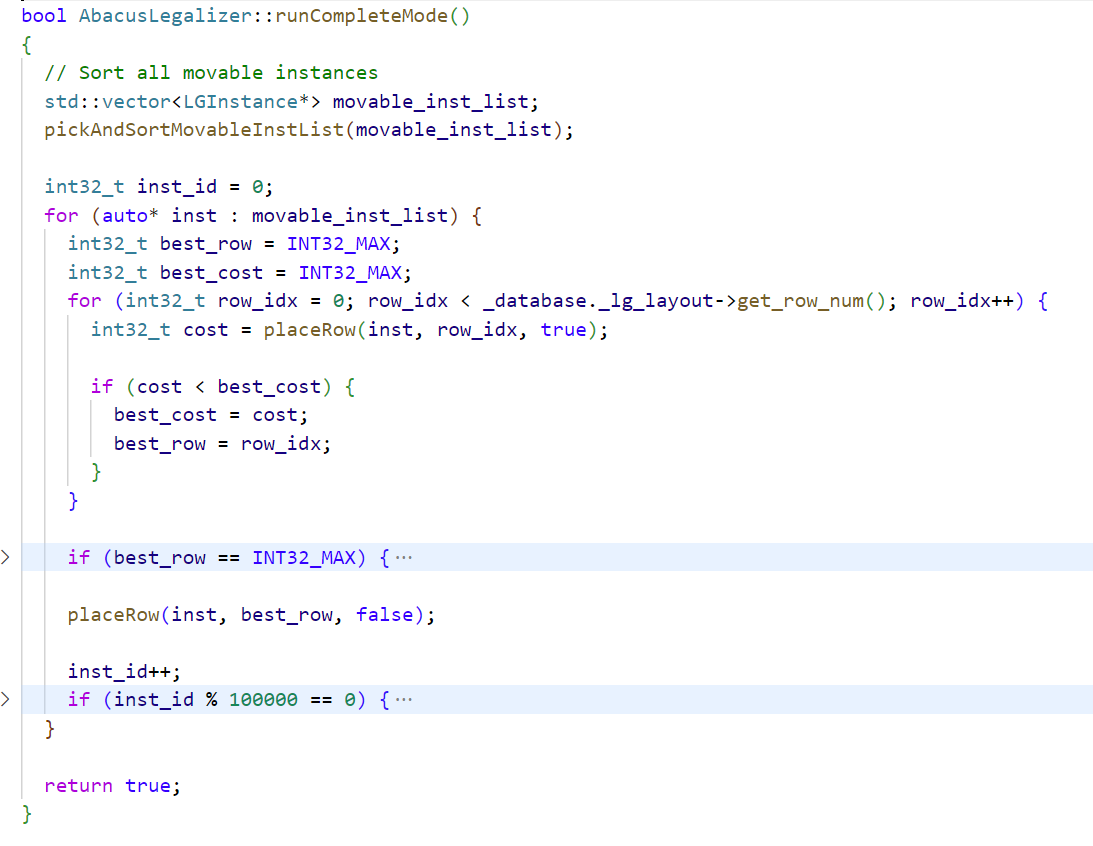 bool AbacusLegalizer::runCompleteMode()
{
  // Sort all movable instances
  std::vector<LGInstance*> movable_inst_list;
  pickAndSortMovableInstList(movable_inst_list);

  int32_t inst_id = 0;
  for (auto* inst : movable_inst_list) {
    int32_t best_row = INT32_MAX;
    int32_t best_cost = INT32_MAX;
    for (int32_t row_idx = 0; row_idx < _database._lg_layout->get_row_num(); row_idx++) {
      int32_t cost = placeRow(inst, row_idx, true);

      if (cost < best_cost) {
        best_cost = cost;
        best_row = row_idx;
      }
    }

    if (best_row == INT32_MAX) {···

    placeRow(inst, best_row, false);

    inst_id++;
    if (inst_id % 100000 == 0) {···
  }

  return true;
}